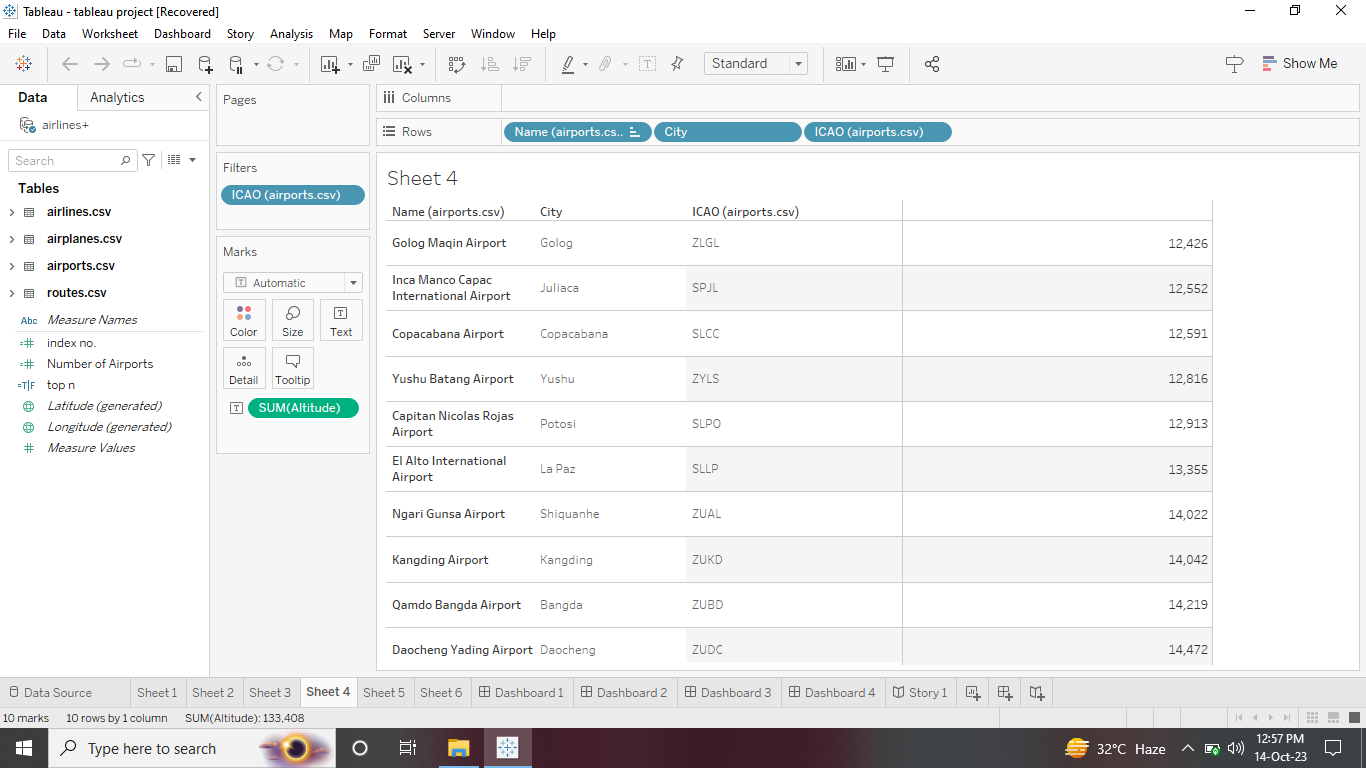 Tableau - tableau project [Recovered]
File Data Worksheet Dashboard Story Analysis Map Format Server Window Help
Standard
Show Me
Data Analytics
airlines+
Search
Tables
airlines.csv
airplanes.csv
airports.csv
routes.csv
Abc Measure Names
index no.
Number of Airports
=T|F top n
Latitude (generated)
Longitude (generated)
Measure Values
Pages
Filters
ICAO (airports.csv)
Marks
Automatic
Color Size Text
Detail Tooltip
SUM(Altitude)
Columns
Rows Name (airports.cs.. City ICAO (airports.csv)
Sheet 4
Name (airports.csv) City ICAO (airports.csv)
Golog Maqin Airport Golog ZLGL 12,426
Inca Manco Capac
International Airport Juliaca SPJL 12,552
Copacabana Airport Copacabana SLCC 12,591
Yushu Batang Airport Yushu ZYLS 12,816
Capitan Nicolas Rojas
Airport Potosi SLPO 12,913
El Alto International
Airport La Paz SLLP 13,355
Ngari Gunsa Airport Shiquanhe ZUAL 14,022
Kangding Airport Kangding ZUKD 14,042
Qamdo Bangda Airport Bangda ZUBD 14,219
Daocheng Yading Airport Daocheng ZUDC 14,472
Data Source Sheet 1 Sheet 2 Sheet 3 Sheet 4 Sheet 5 Sheet 6 Dashboard 1 Dashboard 2 Dashboard 3 Dashboard 4 Story 1
10 marks 10 rows by 1 column SUM(Altitude): 133,408
Type here to search
32°C Haze
12:57 PM
14-Oct-23